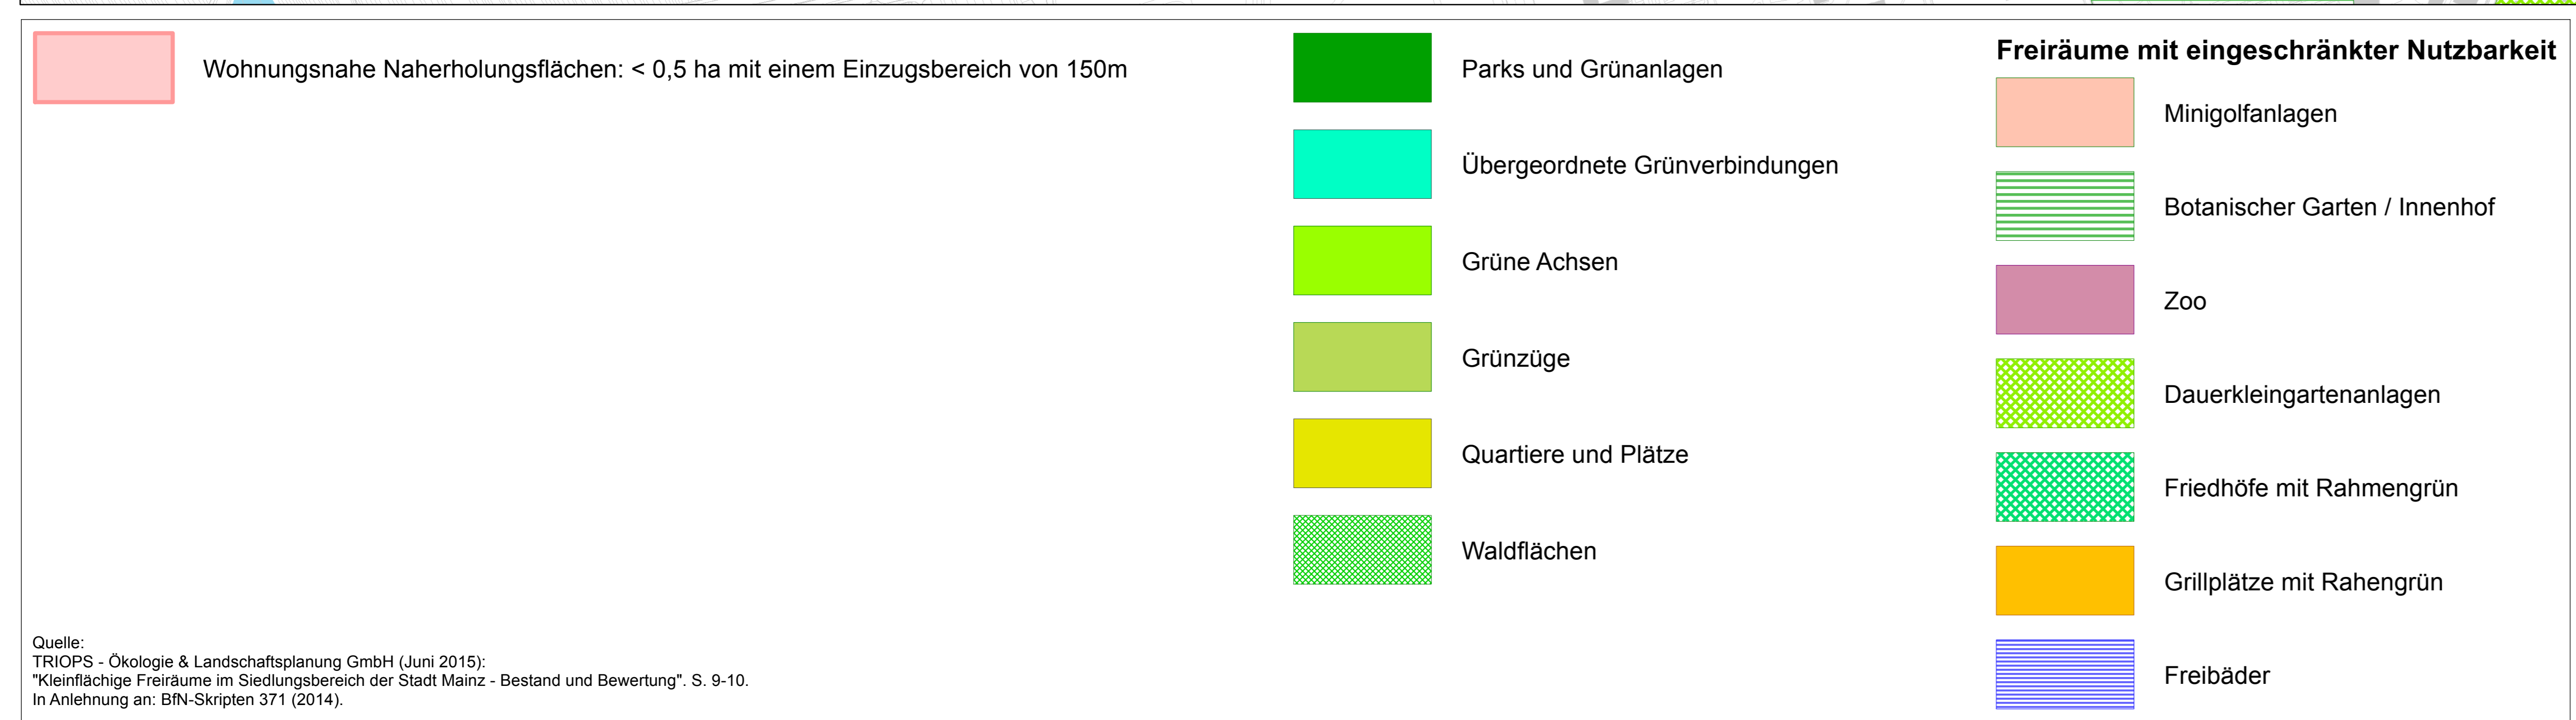 Wohnungsnahe Naherholungsflächen: < 0,5 ha mit einem Einzugsbereich von 150m
Quelle:
TRIOPS - Ökologie & Landschaftsplanung GmbH (Juni 2015):
"Kleinflächige Freiräume im Siedlungsbereich der Stadt Mainz - Bestand und Bewertung". S. 9-10.
In Anlehnung an: BfN-Skripten 371 (2014).
Parks und Grünanlagen
Übergeordnete Grünverbindungen
Grüne Achsen
Grünzüge
Quartiere und Plätze
Waldflächen
Freiräume mit eingeschränkter Nutzbarkeit
Minigolfanlagen
Botanischer Garten / Innenhof
Zoo
Dauerkleingartenanlagen
Friedhöfe mit Rahmengrün
Grillplätze mit Rahengrün
Freibäder